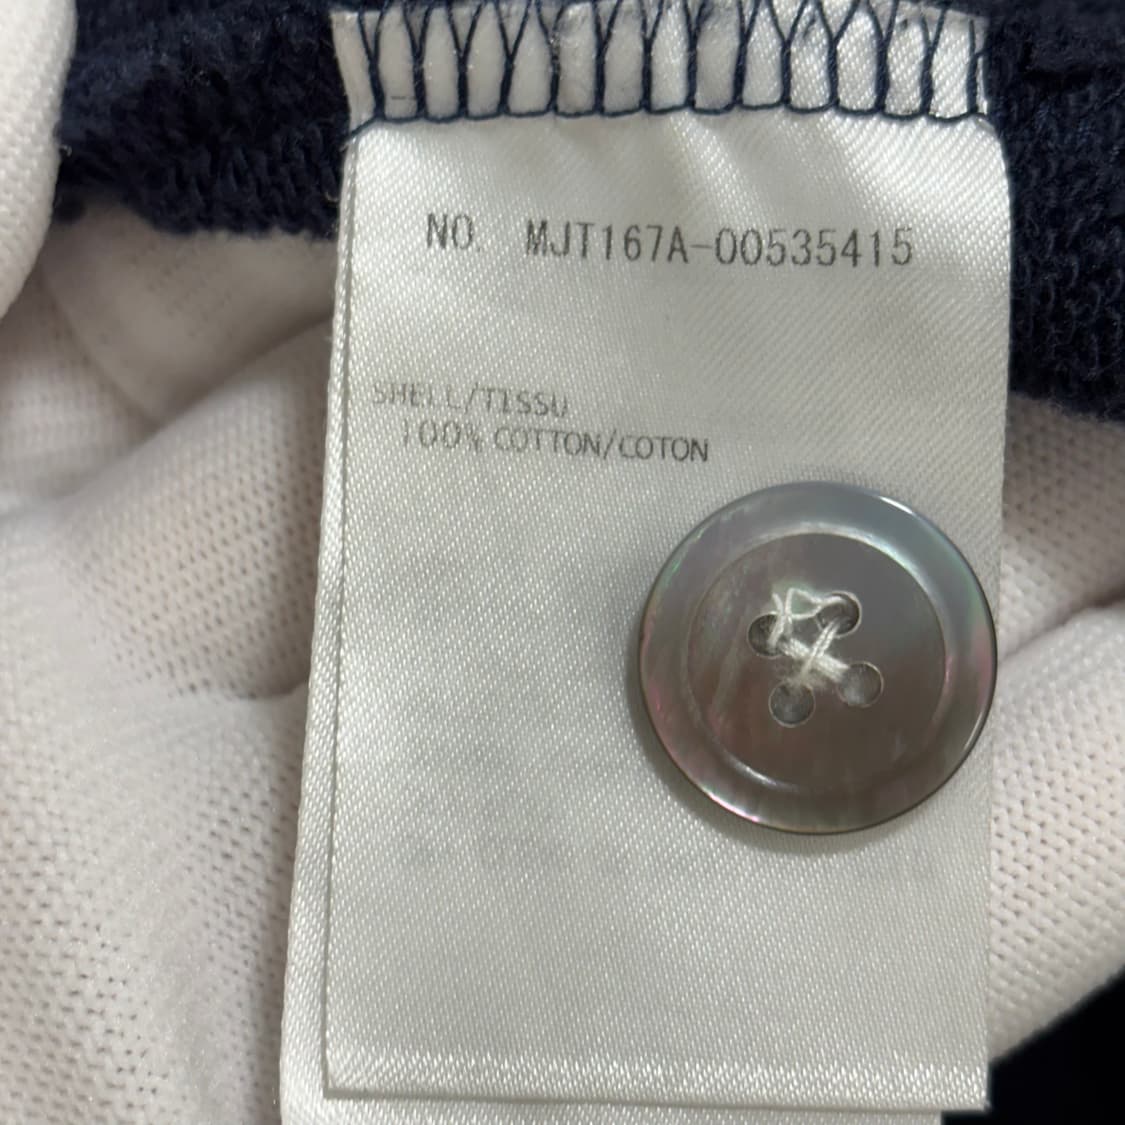 NO. MJT167A-00535415
SHELL/TISSU
100% COTTON/COTON